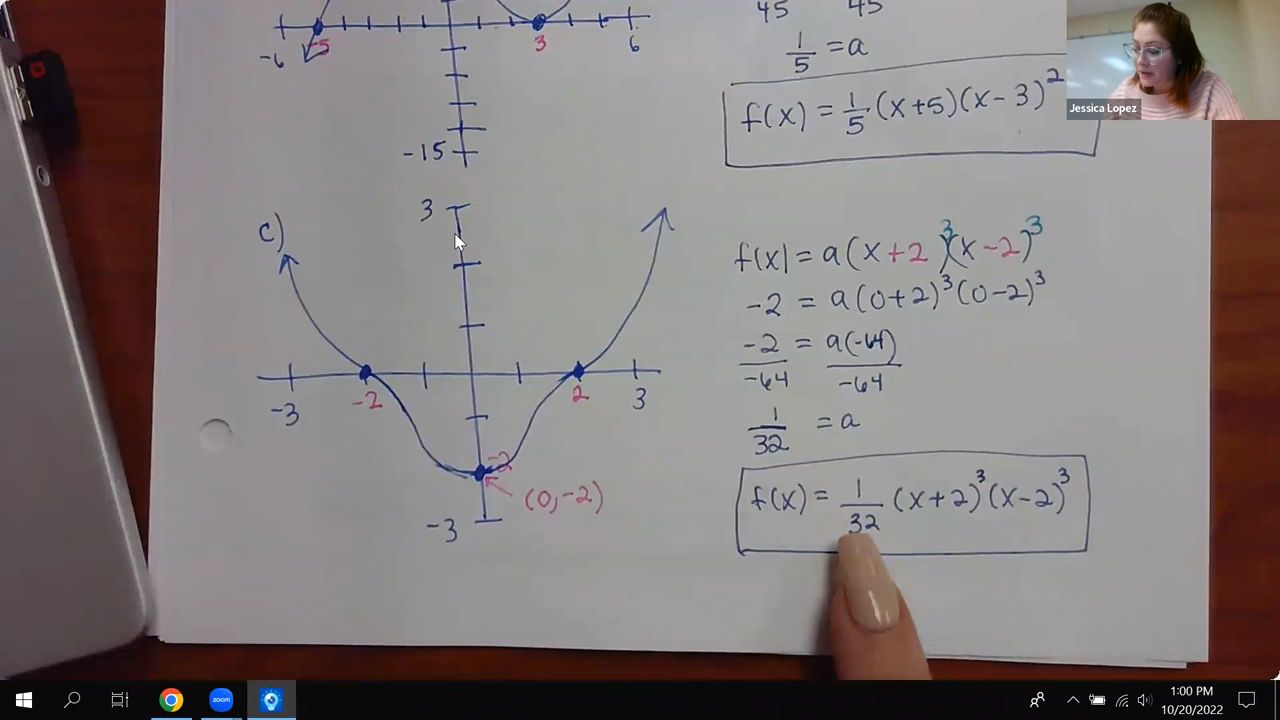 -6
-5
3
6
-15
45 45
1/5 = a
f(x) = 1/5 (x+5)(x-3)²
Jessica Lopez
c)
3
-3
-2
2
3
-2
(0,-2)
-3
f(x) = a(x+2)³(x-2)³
-2 = a(0+2)³(0-2)³
-2 = a(-64)
-64 -64
1/32 = a
f(x) = 1/32 (x+2)³(x-2)³
zoom
1:00 PM
10/20/2022